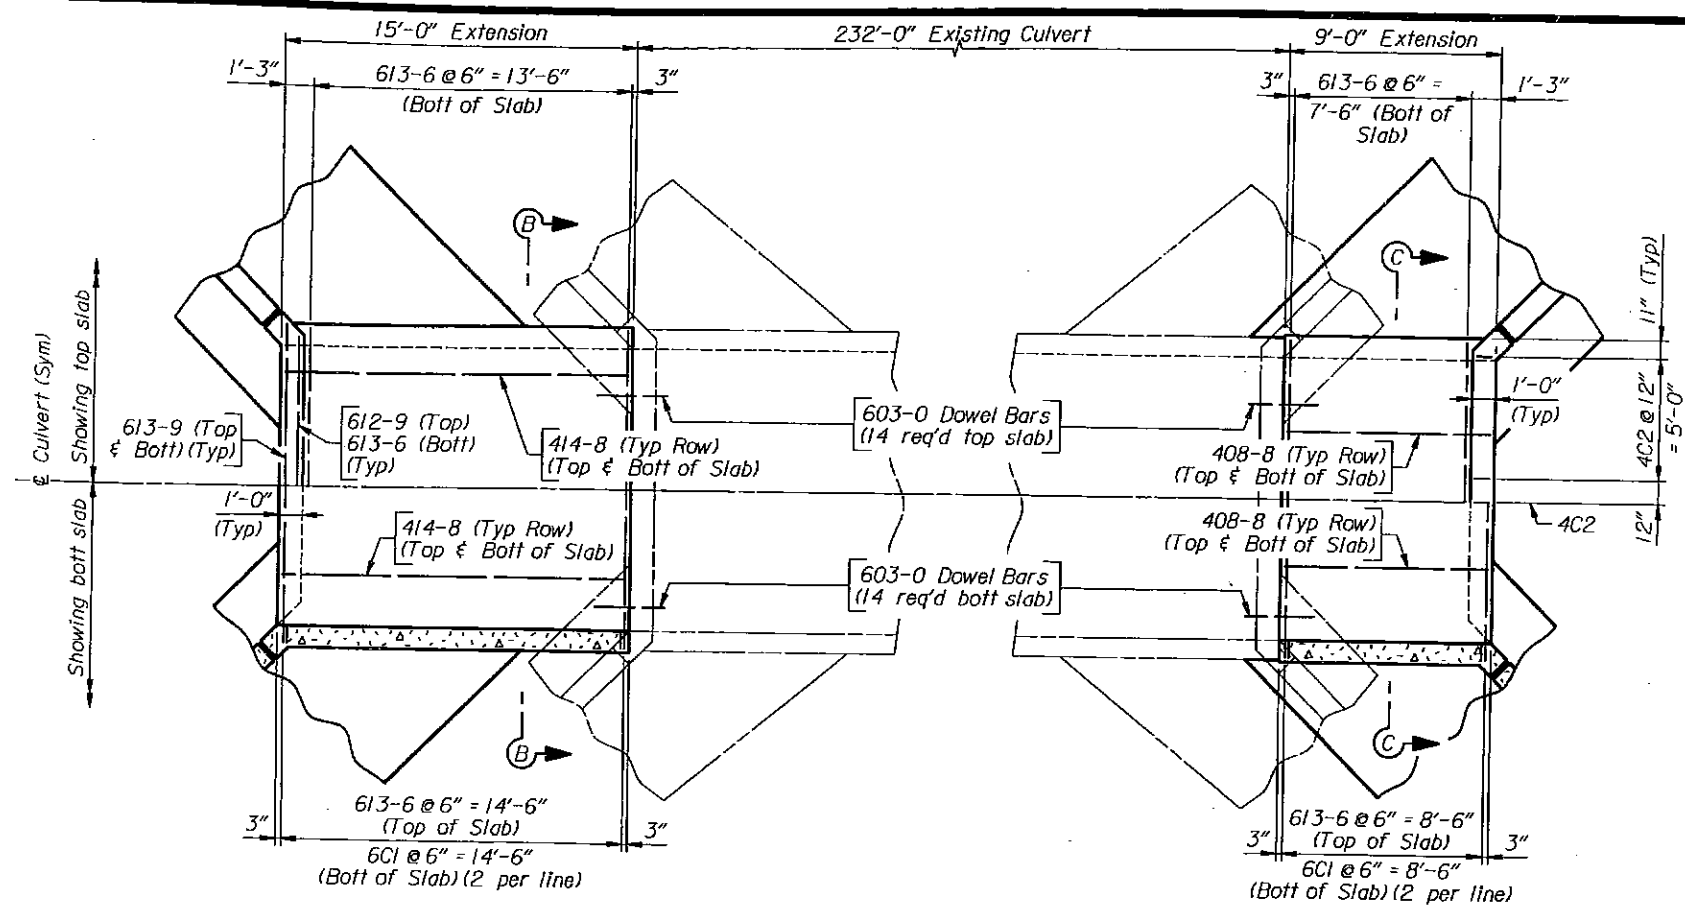 15'-0" Extension
232'-0" Existing Culvert
9'-0" Extension
1'-3"
613-6 @ 6" = 13'-6"
(Bott of Slab)
3"
3"
613-6 @ 6" =
7'-6" (Bott of
Slab)
1'-3"
B
C
11" (Typ)
℄ Culvert (Sym)
Showing top slab
Showing bott slab
613-9 (Top
& Bott) (Typ)
612-9 (Top)
613-6 (Bott)
(Typ)
414-8 (Typ Row)
(Top & Bott of Slab)
603-0 Dowel Bars
(14 req'd top slab)
408-8 (Typ Row)
(Top & Bott of Slab)
1'-0"
(Typ)
4C2 @ 12"
= 5'-0"
1'-0"
(Typ)
414-8 (Typ Row)
(Top & Bott of Slab)
603-0 Dowel Bars
(14 req'd bott slab)
408-8 (Typ Row)
(Top & Bott of Slab)
4C2
12"
B
C
3"
613-6 @ 6" = 14'-6"
(Top of Slab)
6C1 @ 6" = 14'-6"
(Bott of Slab) (2 per line)
3"
3"
613-6 @ 6" = 8'-6"
(Top of Slab)
6C1 @ 6" = 8'-6"
(Bott of Slab) (2 per line)
3"